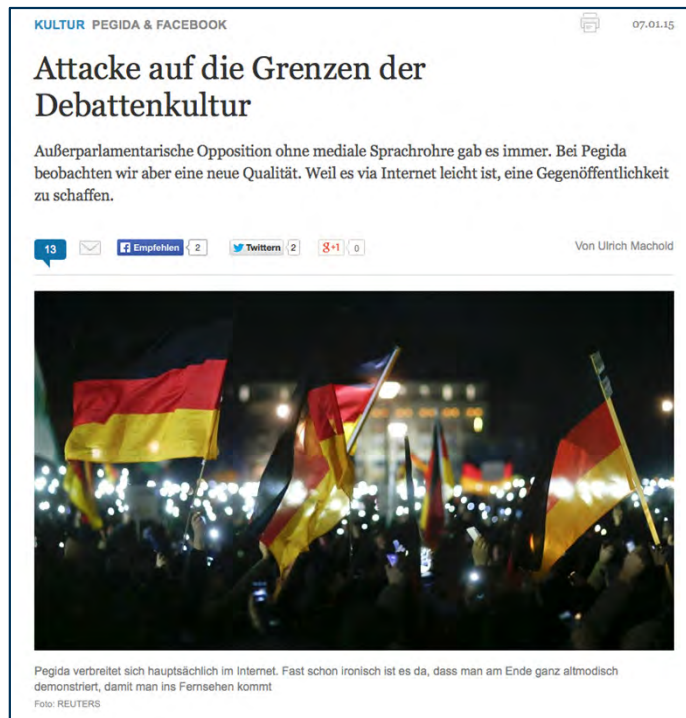 KULTUR PEGIDA & FACEBOOK
07.01.15
Attacke auf die Grenzen der
Debattenkultur
Außerparlamentarische Opposition ohne mediale Sprachrohre gab es immer. Bei Pegida
beobachten wir aber eine neue Qualität. Weil es via Internet leicht ist, eine Gegenöffentlichkeit
zu schaffen.
13 Empfehlen 2 Twittern 2 g+1 0 Von Ulrich Machold
Pegida verbreitet sich hauptsächlich im Internet. Fast schon ironisch ist es da, dass man am Ende ganz altmodisch
demonstriert, damit man ins Fernsehen kommt
Foto: REUTERS